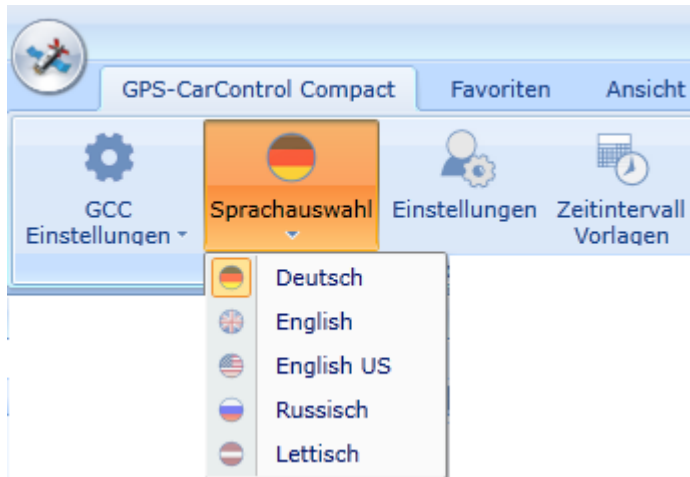 GPS-CarControl Compact Favoriten Ansicht
GCC Einstellungen
Sprachauswahl
Einstellungen
Zeitintervall Vorlagen
Deutsch
English
English US
Russisch
Lettisch